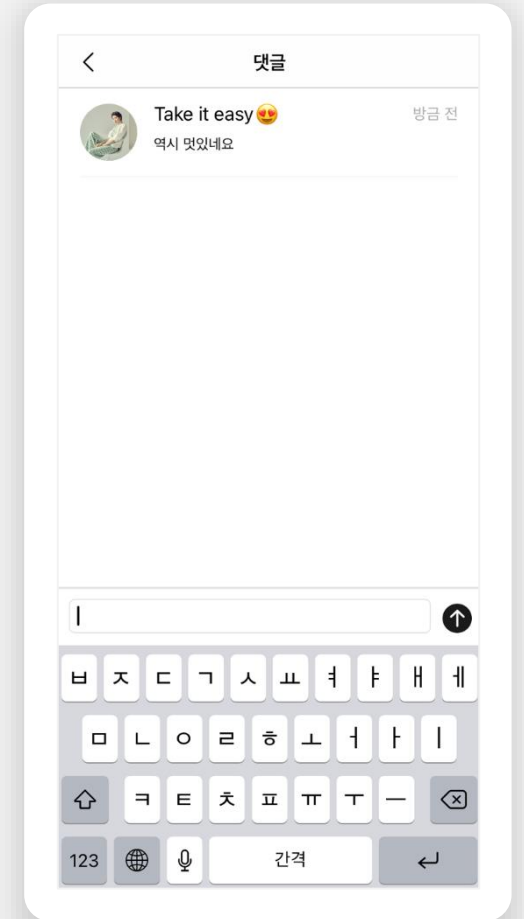 댓글
Take it easy😍 방금 전
역시 멋있네요
ㅂ ㅈ ㄷ ㄱ ㅅ ㅛ ㅕ ㅑ ㅐ ㅔ
ㅁ ㄴ ㅇ ㄹ ㅎ ㅗ ㅓ ㅏ ㅣ
ㅋ ㅌ ㅊ ㅍ ㅠ ㅜ ㅡ
123 간격